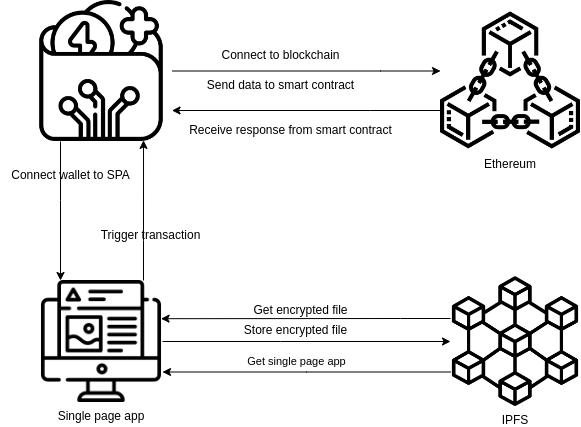 Connect to blockchain
Send data to smart contract
Receive response from smart contract
Ethereum
Connect wallet to SPA
Trigger transaction
Get encrypted file
Store encrypted file
Get single page app
Single page app
IPFS